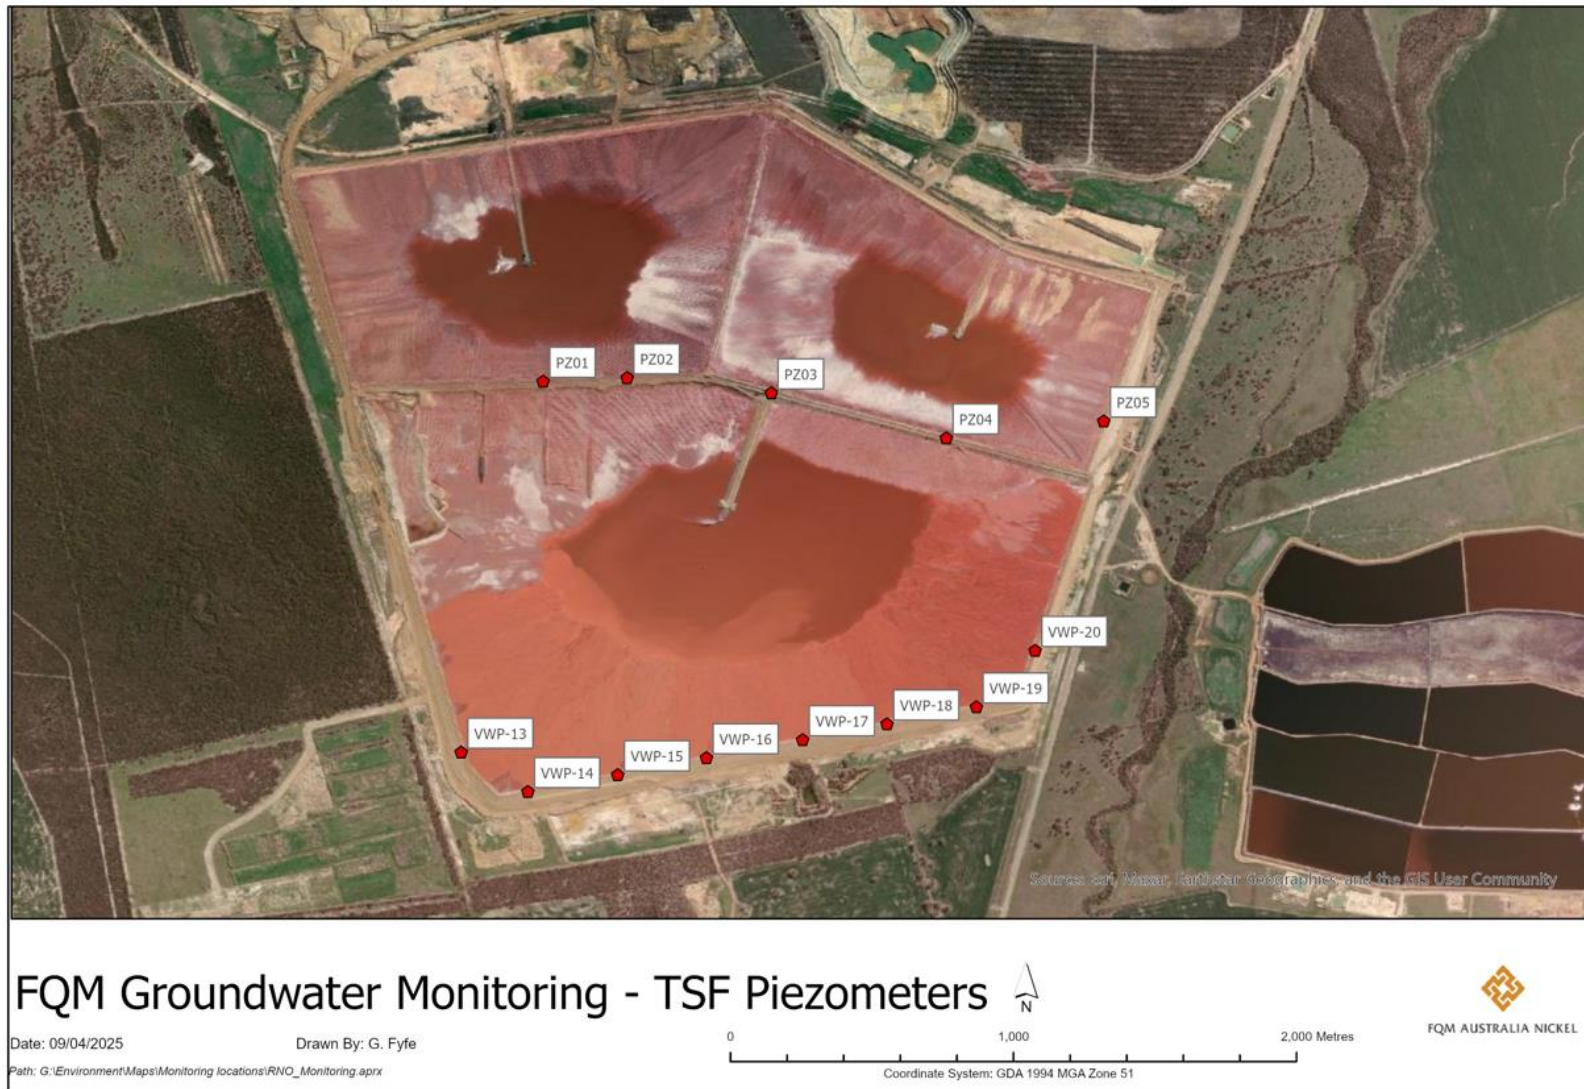 PZ01
PZ02
PZ03
PZ04
PZ05
VWP-20
VWP-19
VWP-18
VWP-17
VWP-16
VWP-15
VWP-14
VWP-13
Source: Esri, Maxar, Earthstar Geographics, and the GIS User Community
FQM Groundwater Monitoring - TSF Piezometers
N
FQM AUSTRALIA NICKEL
Date: 09/04/2025 Drawn By: G. Fyfe
0 1,000 2,000 Metres
Path: G:\Environment\Maps\Monitoring locations\RNO_Monitoring.aprx
Coordinate System: GDA 1994 MGA Zone 51